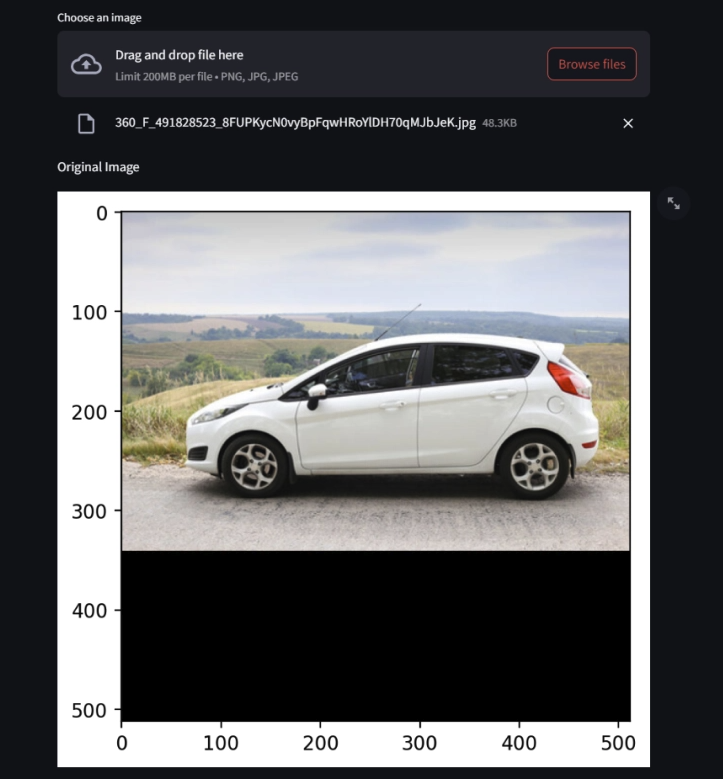 Choose an image
Drag and drop file here
Limit 200MB per file • PNG, JPG, JPEG
Browse files
360_F_491828523_8FUPKycN0vyBpFqwHRoYlDH70qMJbJeK.jpg 48.3KB
Original Image
0
100
200
300
400
500
0 100 200 300 400 500